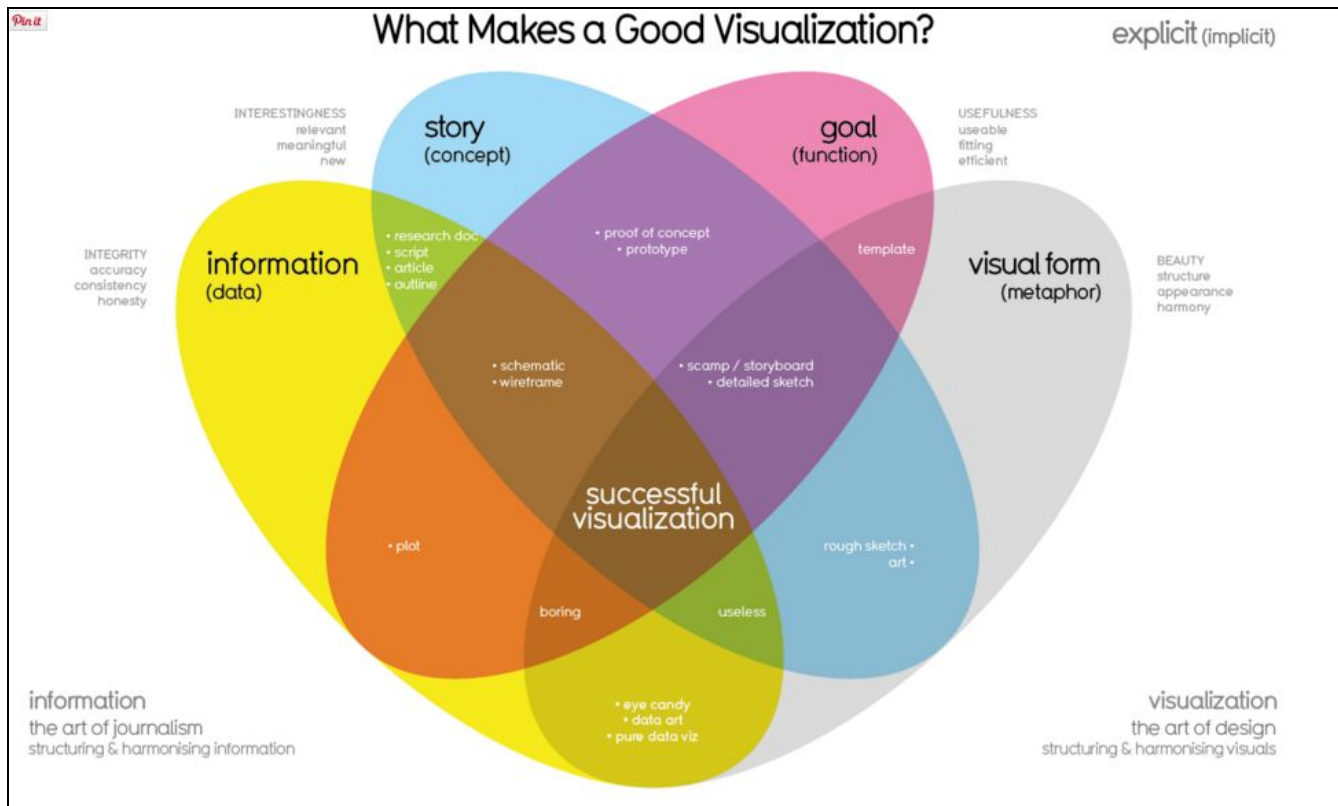 Pin it
What Makes a Good Visualization?
explicit (implicit)
INTERESTINGNESS
relevant
meaningful
new
story
(concept)
goal
(function)
USEFULNESS
useable
fitting
efficient
INTEGRITY
accuracy
consistency
honesty
information
(data)
• research doc
• script
• article
• outline
• proof of concept
• prototype
template
visual form
(metaphor)
BEAUTY
structure
appearance
harmony
• schematic
• wireframe
• scamp / storyboard
• detailed sketch
successful
visualization
• plot
rough sketch •
art •
boring
useless
• eye candy
• data art
• pure data viz •
information
the art of journalism
structuring & harmonising information
visualization
the art of design
structuring & harmonising visuals